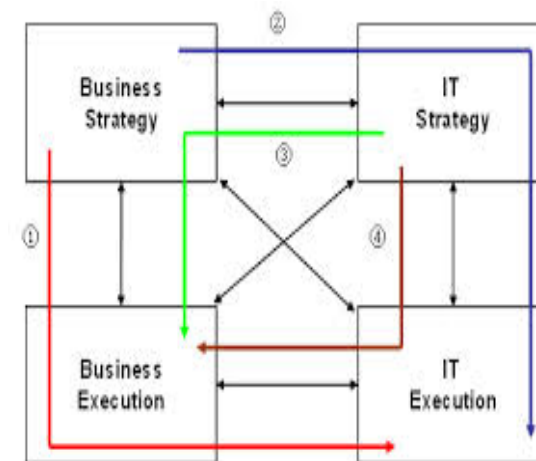 ②
Business
Strategy
IT
Strategy
③
①
④
Business
Execution
IT
Execution